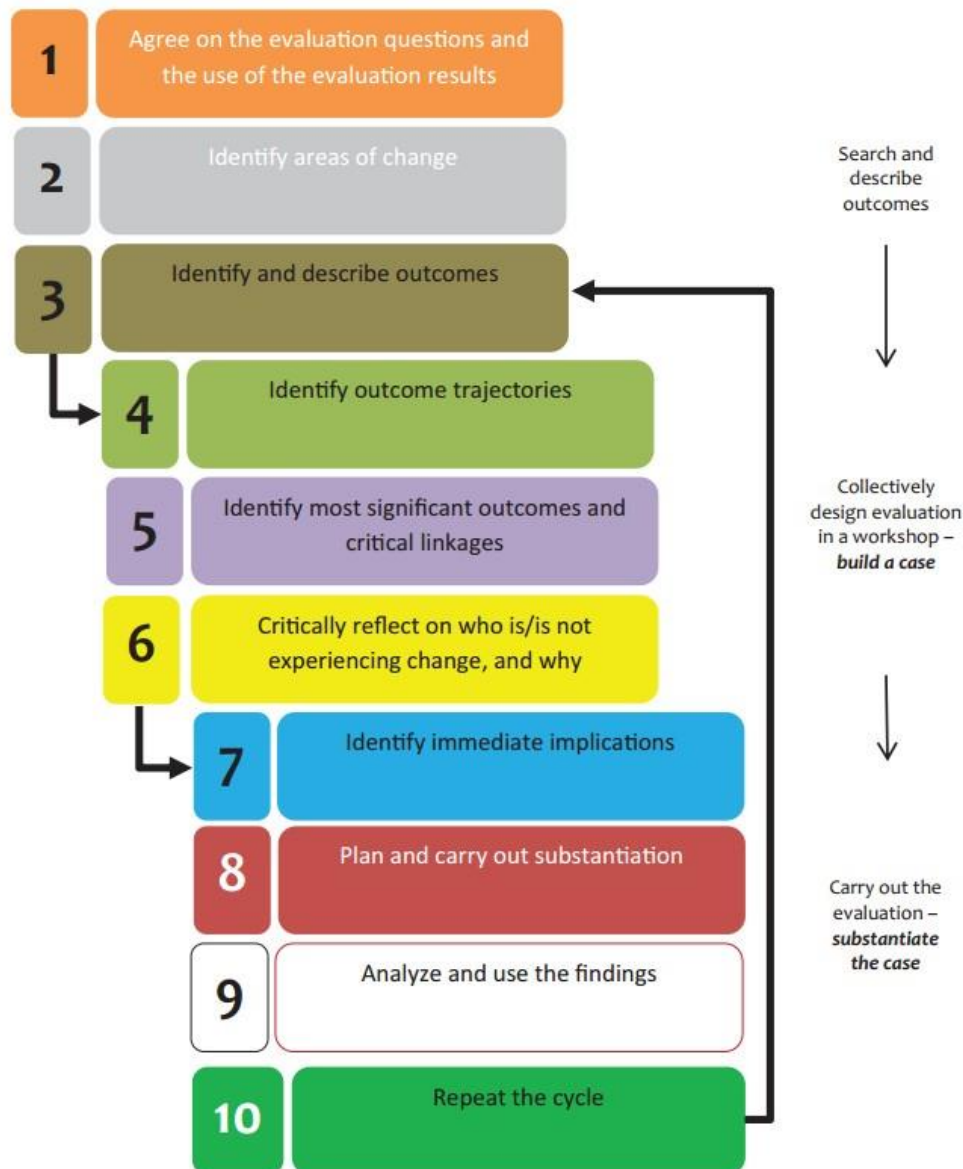 1
Agree on the evaluation questions and
the use of the evaluation results
2
Identify areas of change
3
Identify and describe outcomes
4
Identify outcome trajectories
5
Identify most significant outcomes and
critical linkages
6
Critically reflect on who is/is not
experiencing change, and why
7
Identify immediate implications
8
Plan and carry out substantiation
9
Analyze and use the findings
10
Repeat the cycle
Search and
describe
outcomes
Collectively
design evaluation
in a workshop –
build a case
Carry out the
evaluation –
substantiate
the case